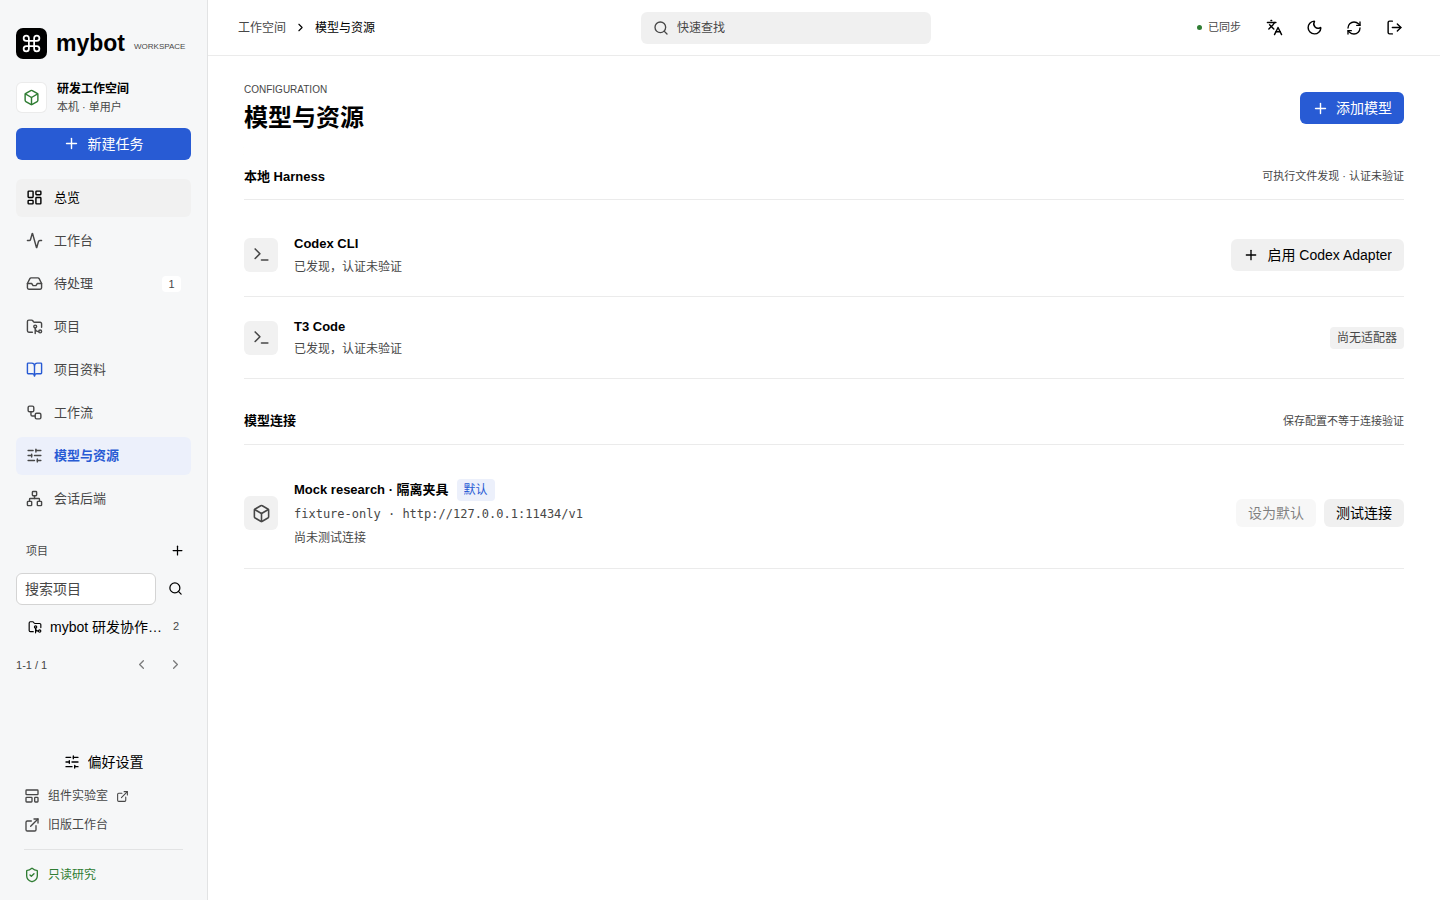 mybot WORKSPACE
研发工作空间
本机 · 单用户
新建任务
总览
工作台
待处理 1
项目
项目资料
工作流
模型与资源
会话后端
项目
搜索项目
mybot 研发协作… 2
1-1 / 1
偏好设置
组件实验室
旧版工作台
只读研究
工作空间 模型与资源
快速查找
已同步
CONFIGURATION
模型与资源
添加模型
本地 Harness
可执行文件发现 · 认证未验证
Codex CLI
已发现，认证未验证
启用 Codex Adapter
T3 Code
已发现，认证未验证
尚无适配器
模型连接
保存配置不等于连接验证
Mock research · 隔离夹具 默认
fixture-only · http://127.0.0.1:11434/v1
尚未测试连接
设为默认 测试连接